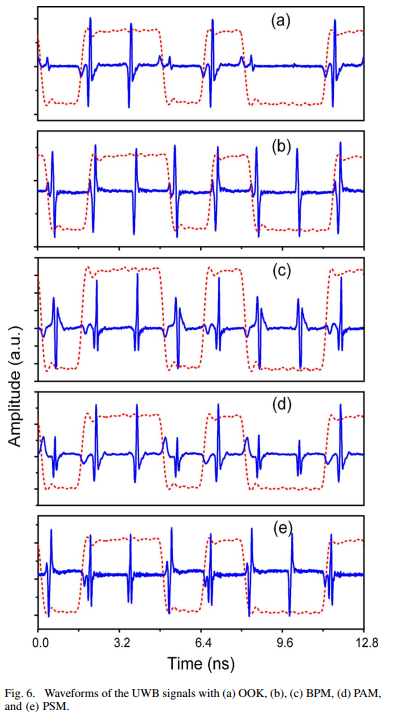 (a)
(b)
(c)
(d)
(e)
Amplitude (a.u.)
0.0 3.2 6.4 9.6 12.8
Time (ns)
Fig. 6. Waveforms of the UWB signals with (a) OOK, (b), (c) BPM, (d) PAM,
and (e) PSM.